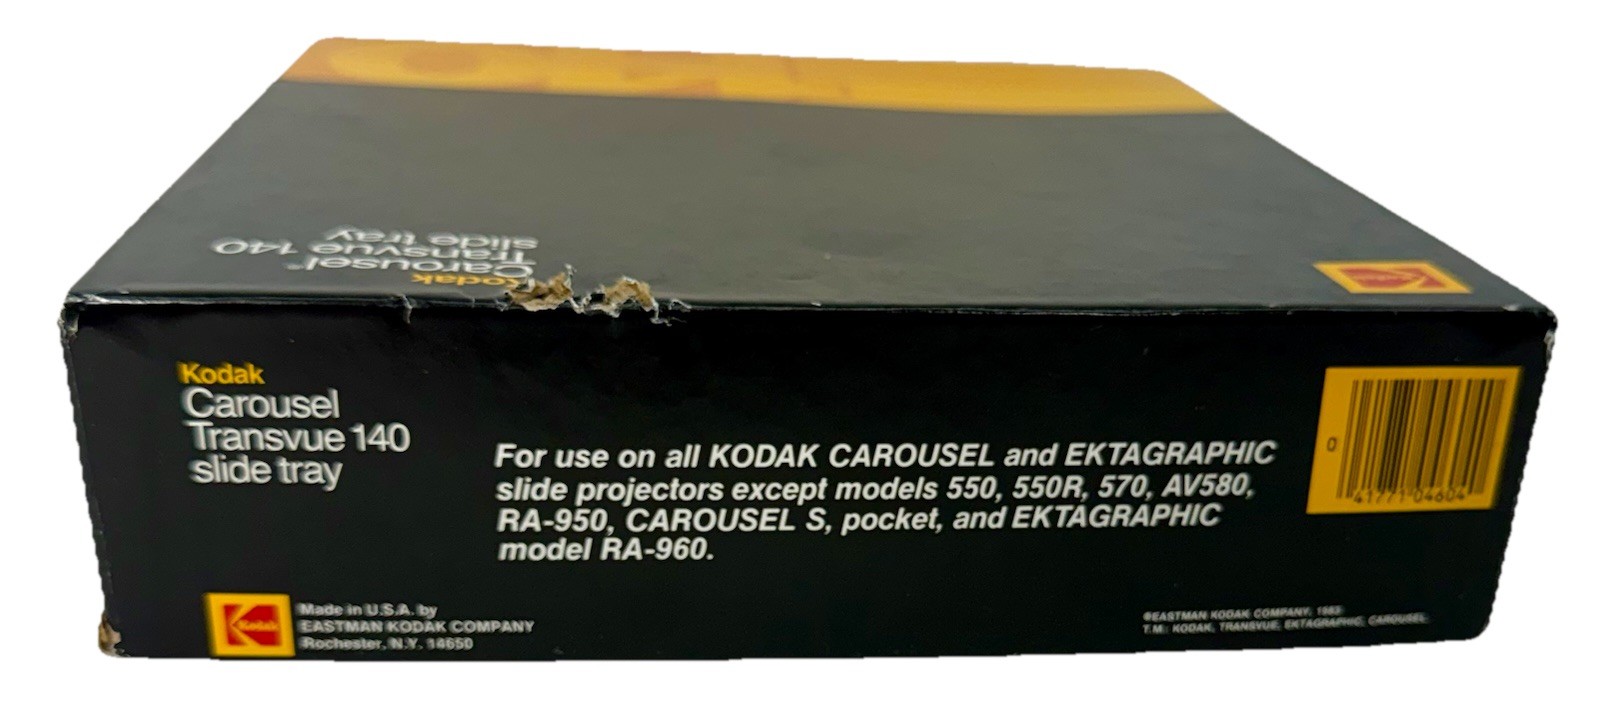 Kodak
Carousel™
Transvue 140
slide tray
Kodak
Carousel
Transvue 140
slide tray
For use on all KODAK CAROUSEL and EKTAGRAPHIC
slide projectors except models 550, 550R, 570, AV580,
RA-950, CAROUSEL S, pocket, and EKTAGRAPHIC
model RA-960.
0
41771 04604
Kodak
Made in U.S.A. by
EASTMAN KODAK COMPANY
Rochester, N.Y. 14650
©EASTMAN KODAK COMPANY, 1983
T.M.: KODAK, TRANSVUE, EKTAGRAPHIC, CAROUSEL